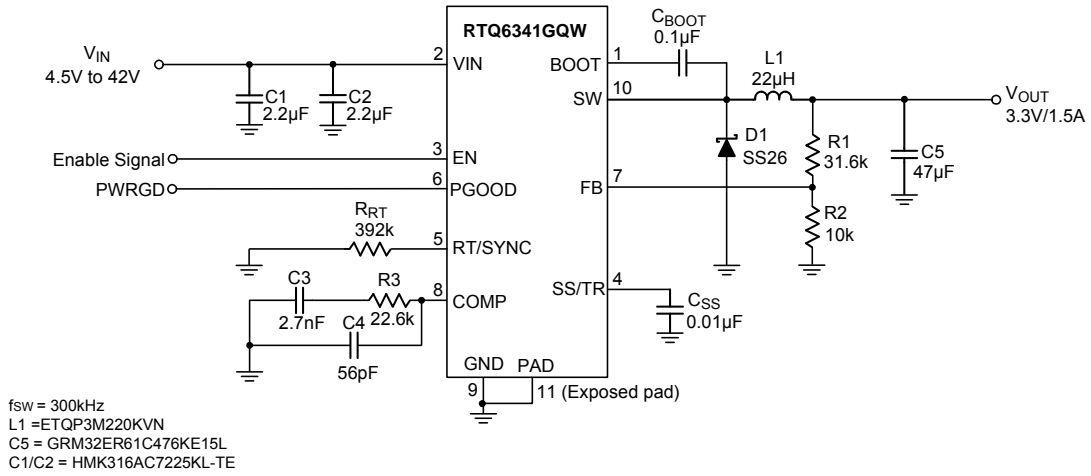 RTQ6341GQW
VIN
4.5V to 42V
2
VIN
C1
2.2µF
C2
2.2µF
Enable Signal
3
EN
PWRGD
6
PGOOD
RRT
392k
5
RT/SYNC
C3
2.7nF
R3
22.6k
8
COMP
C4
56pF
BOOT
1
CBOOT
0.1µF
SW
10
L1
22µH
VOUT
3.3V/1.5A
D1
SS26
R1
31.6k
C5
47µF
FB
7
R2
10k
SS/TR
4
CSS
0.01µF
GND
PAD
9
11 (Exposed pad)
fSW = 300kHz
L1 =ETQP3M220KVN
C5 = GRM32ER61C476KE15L
C1/C2 = HMK316AC7225KL-TE